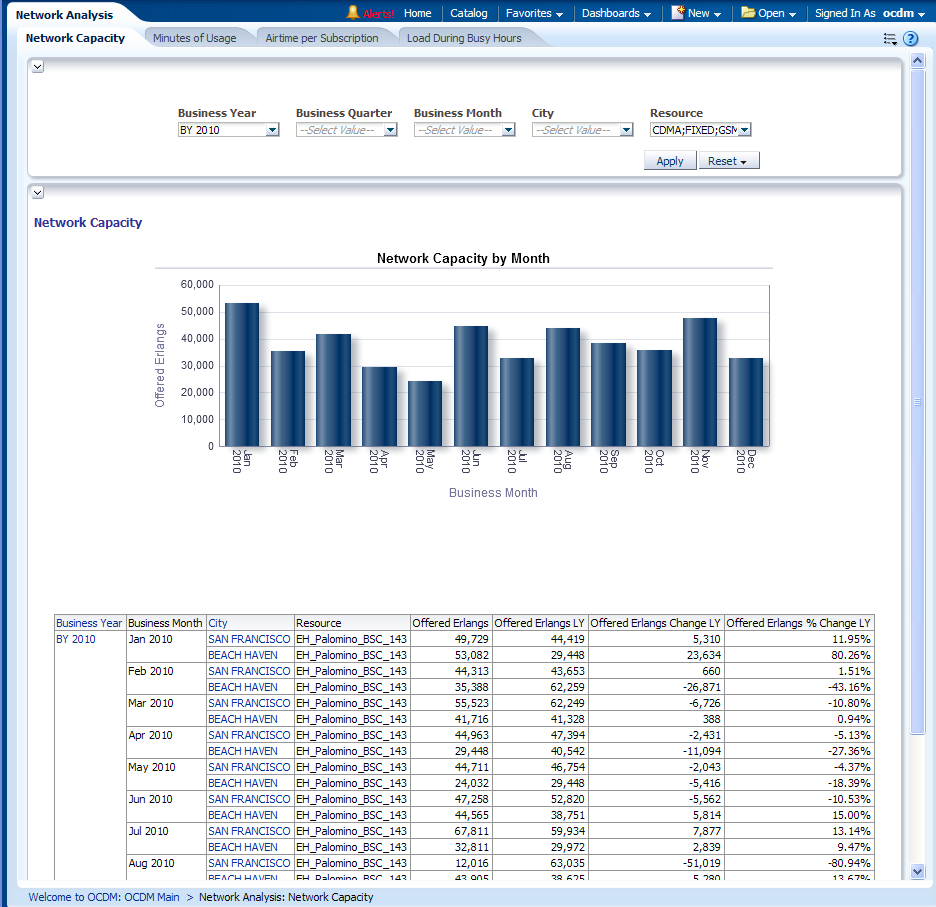 Network Analysis
Alerts! Home Catalog Favorites Dashboards New Open Signed In As ocdm
Network Capacity Minutes of Usage Airtime per Subscription Load During Busy Hours
Business Year Business Quarter Business Month City Resource
BY 2010 --Select Value-- --Select Value-- --Select Value-- CDMA;FIXED;GSM
Apply Reset
Network Capacity
Network Capacity by Month
Offered Erlangs
60,000
50,000
40,000
30,000
20,000
10,000
0
Jan 2010 Feb 2010 Mar 2010 Apr 2010 May 2010 Jun 2010 Jul 2010 Aug 2010 Sep 2010 Oct 2010 Nov 2010 Dec 2010
Business Month
Business Year Business Month City Resource Offered Erlangs Offered Erlangs LY Offered Erlangs Change LY Offered Erlangs % Change LY
BY 2010 Jan 2010 SAN FRANCISCO EH_Palomino_BSC_143 49,729 44,419 5,310 11.95%
BEACH HAVEN EH_Palomino_BSC_143 53,082 29,448 23,634 80.26%
Feb 2010 SAN FRANCISCO EH_Palomino_BSC_143 44,313 43,653 660 1.51%
BEACH HAVEN EH_Palomino_BSC_143 35,388 62,259 -26,871 -43.16%
Mar 2010 SAN FRANCISCO EH_Palomino_BSC_143 55,523 62,249 -6,726 -10.80%
BEACH HAVEN EH_Palomino_BSC_143 41,716 41,328 388 0.94%
Apr 2010 SAN FRANCISCO EH_Palomino_BSC_143 44,963 47,394 -2,431 -5.13%
BEACH HAVEN EH_Palomino_BSC_143 29,448 40,542 -11,094 -27.36%
May 2010 SAN FRANCISCO EH_Palomino_BSC_143 44,711 46,754 -2,043 -4.37%
BEACH HAVEN EH_Palomino_BSC_143 24,032 29,448 -5,416 -18.39%
Jun 2010 SAN FRANCISCO EH_Palomino_BSC_143 47,258 52,820 -5,562 -10.53%
BEACH HAVEN EH_Palomino_BSC_143 44,565 38,751 5,814 15.00%
Jul 2010 SAN FRANCISCO EH_Palomino_BSC_143 67,811 59,934 7,877 13.14%
BEACH HAVEN EH_Palomino_BSC_143 32,811 29,972 2,839 9.47%
Aug 2010 SAN FRANCISCO EH_Palomino_BSC_143 12,016 63,035 -51,019 -80.94%
BEACH HAVEN EH_Palomino_BSC_143 43,905 38,625 5,280 13.67%
Welcome to OCDM: OCDM Main > Network Analysis: Network Capacity